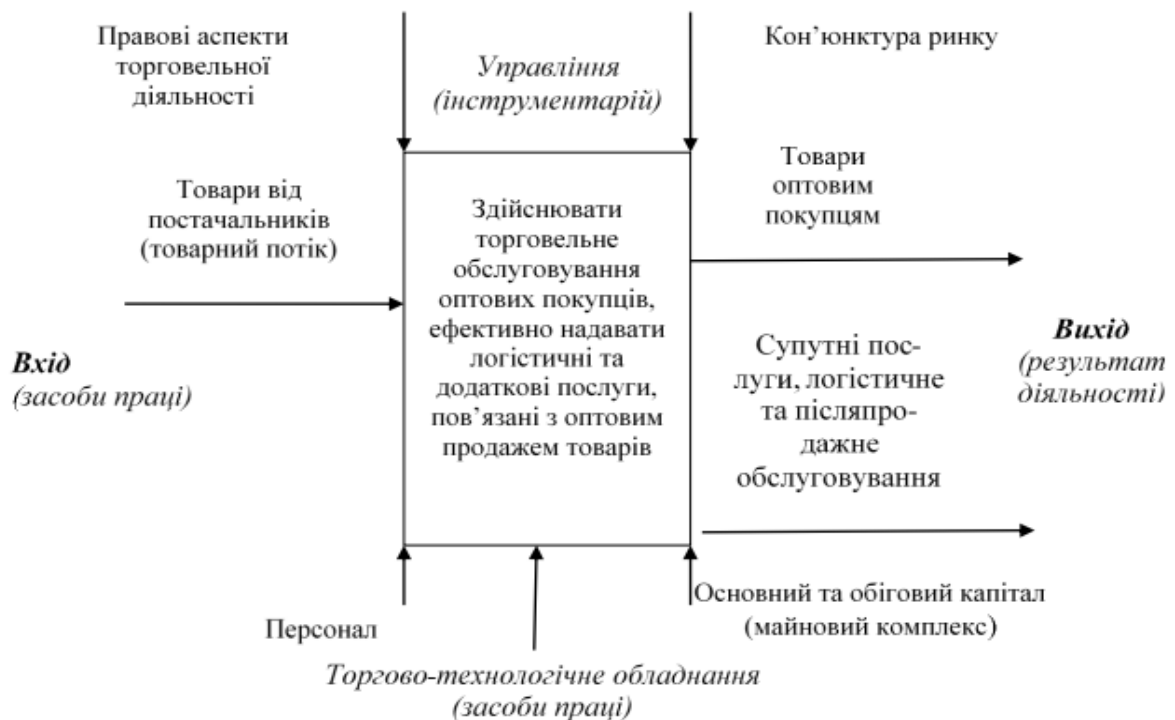 Правові аспекти
торговельної
діяльності
Управління
(інструментарій)
Кон’юнктура ринку
Товари від
постачальників
(товарний потік)
Вхід
(засоби праці)
Здійснювати
торговельне
обслуговування
оптових покупців,
ефективно надавати
логістичні та
додаткові послуги,
пов’язані з оптовим
продажем товарів
Товари
оптовим
покупцям
Супутні пос-
луги, логістичне
та післяпро-
дажне
обслуговування
Вихід
(результат
діяльності)
Персонал
Торгово-технологічне обладнання
(засоби праці)
Основний та обіговий капітал
(майновий комплекс)